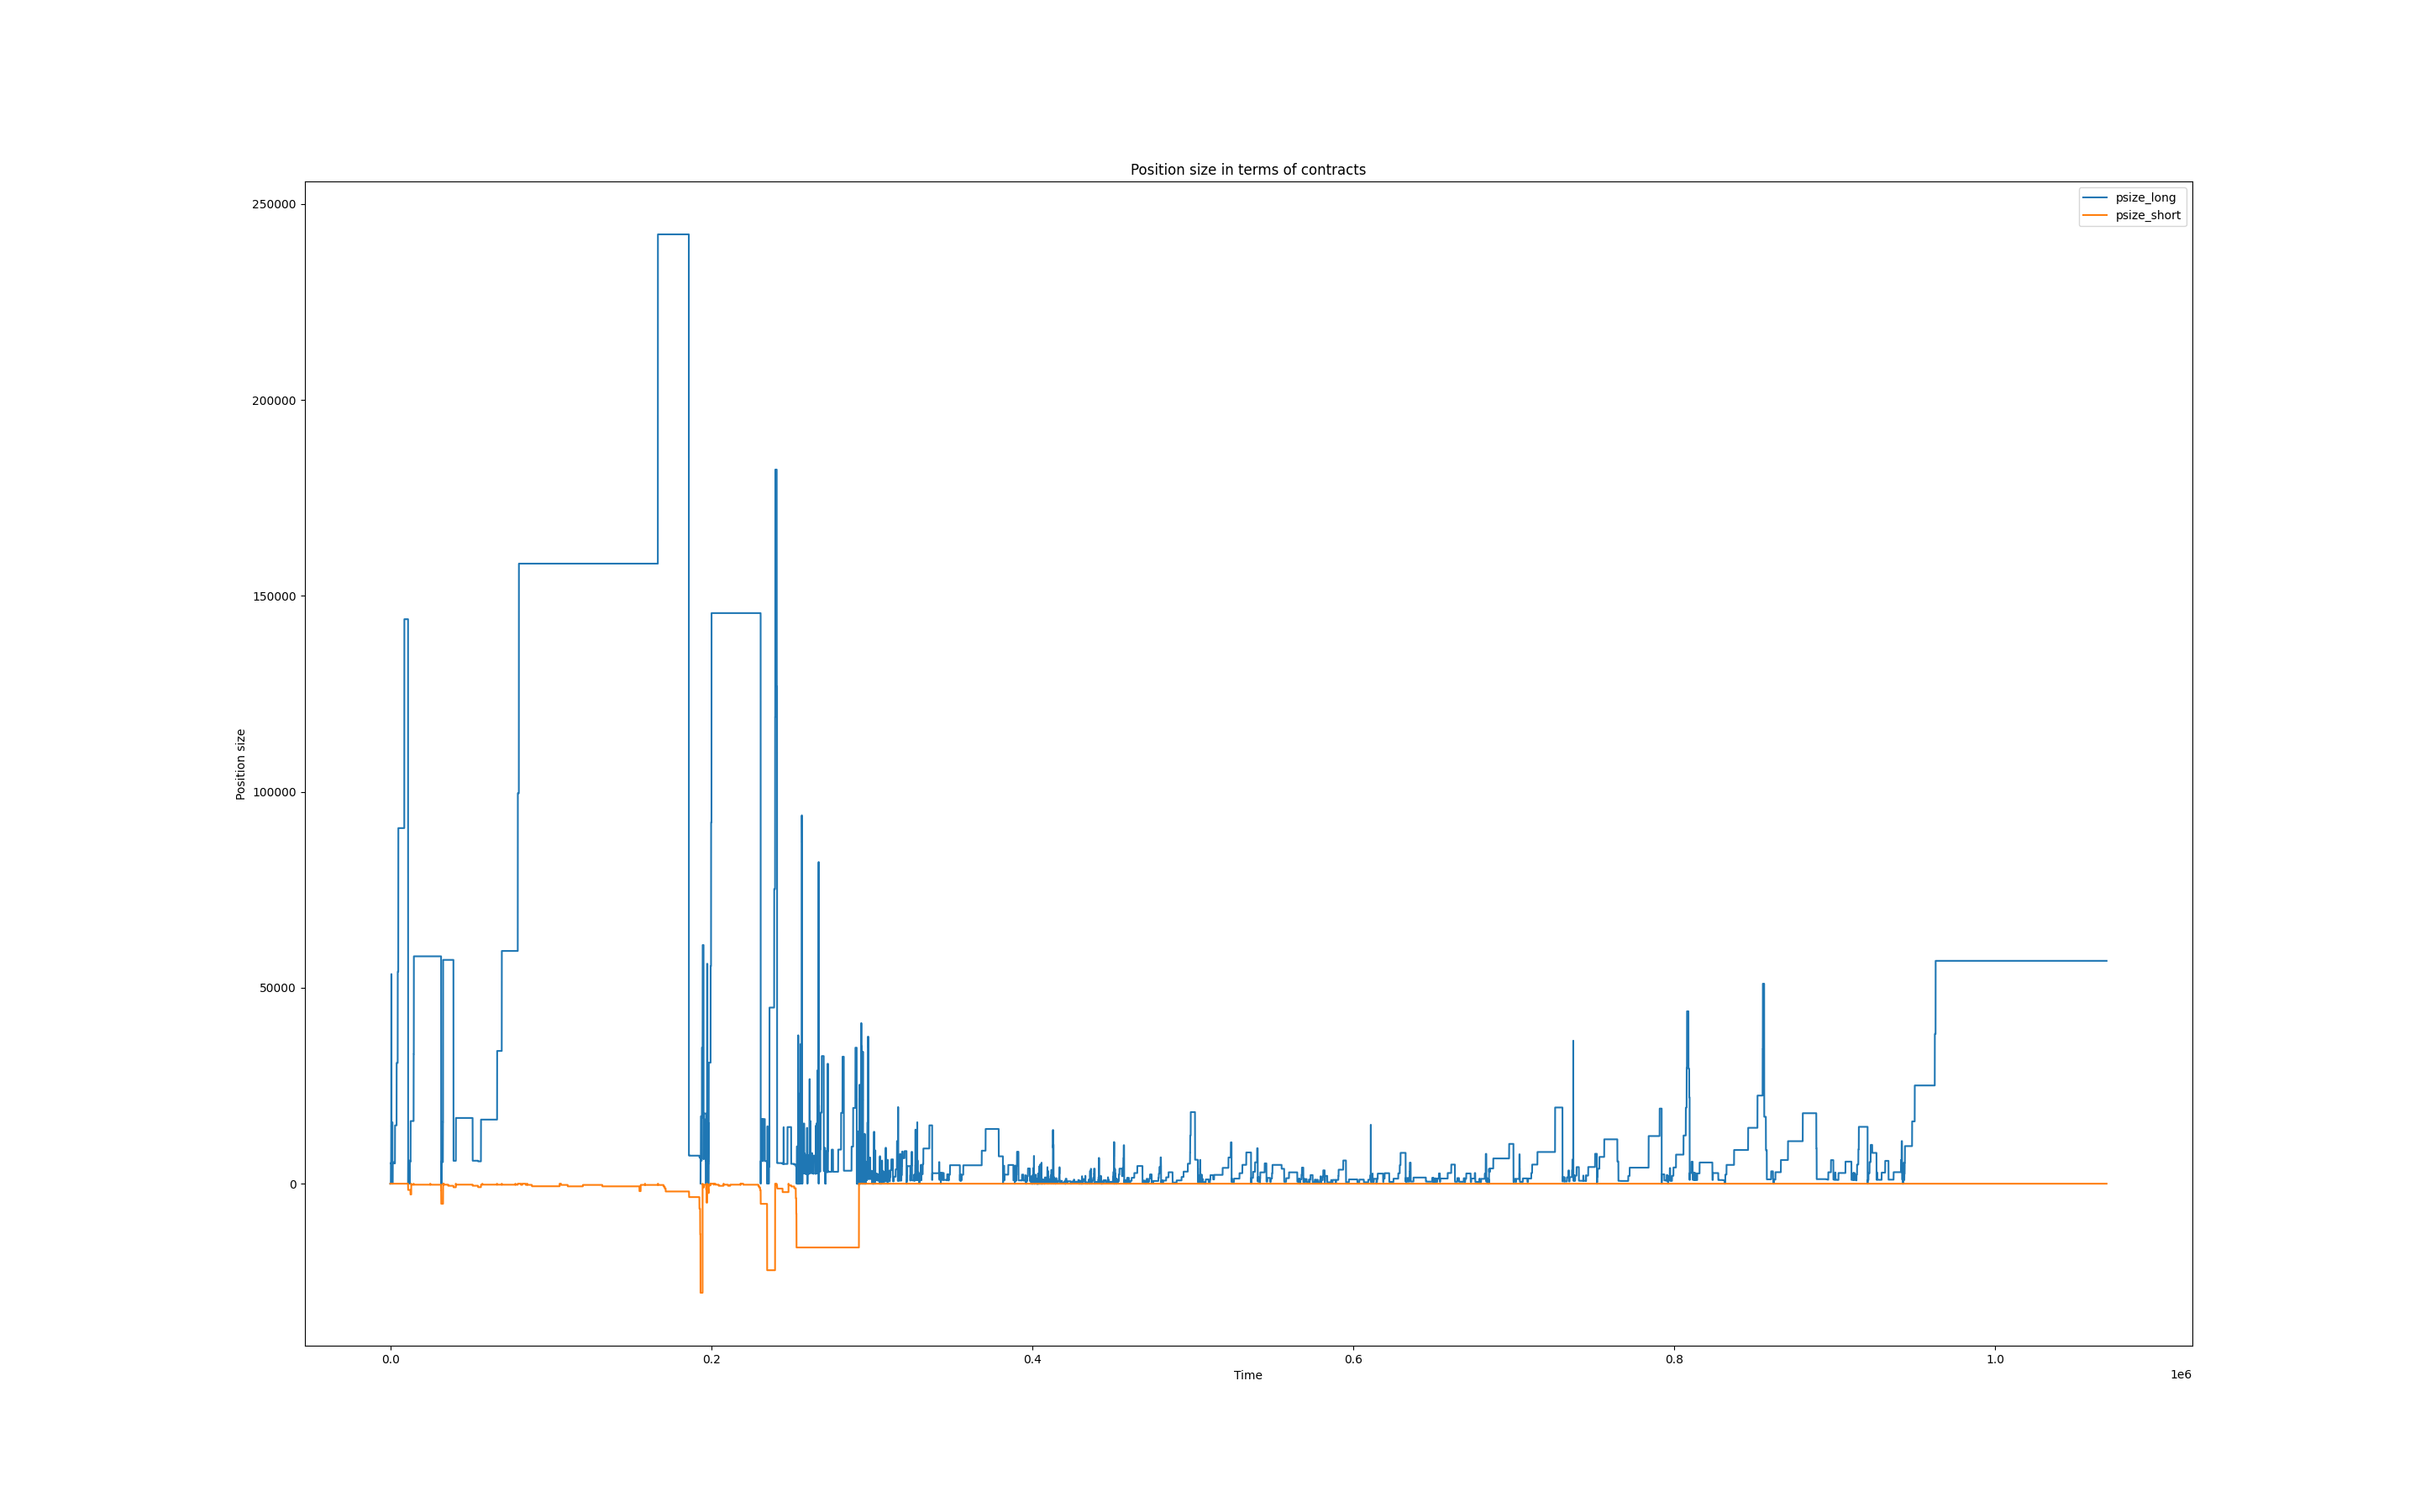 Position size in terms of contracts
psize_long
psize_short
250000
200000
150000
100000
50000
0
Position size
0.0 0.2 0.4 0.6 0.8 1.0
Time
1e6